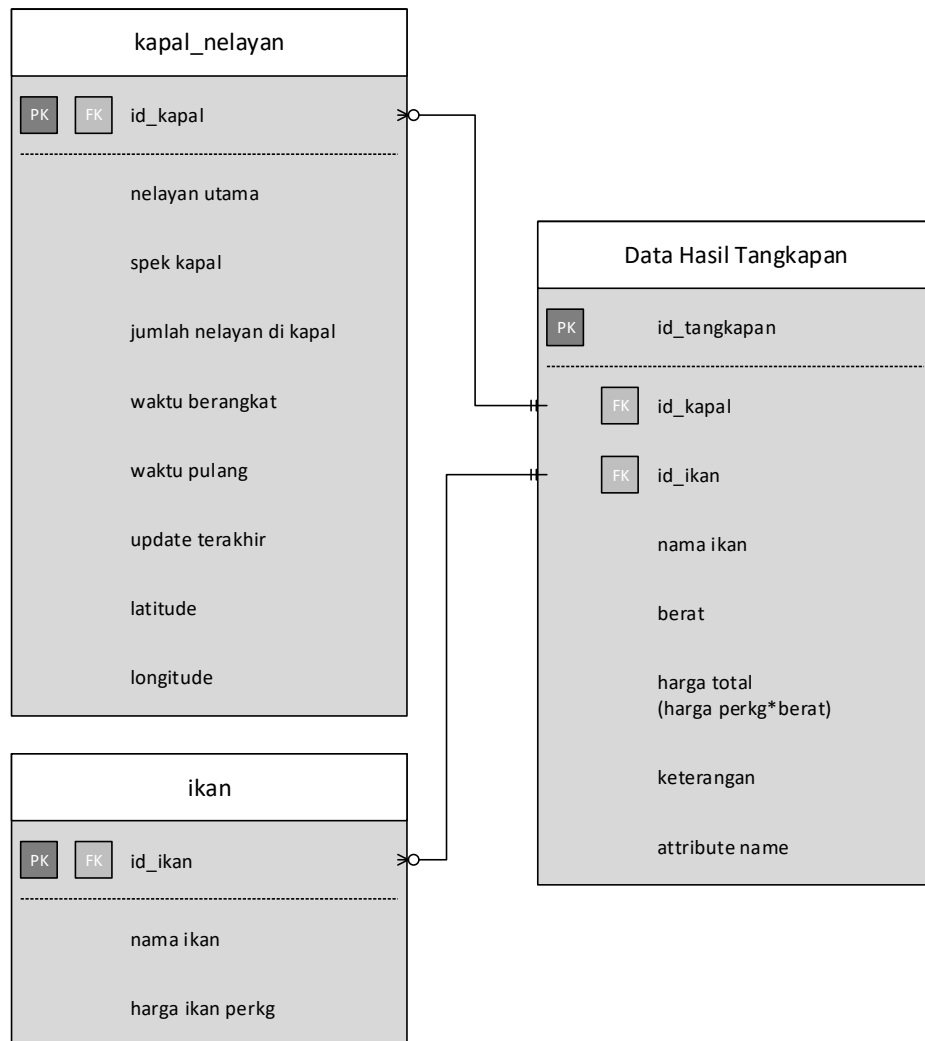 kapal_nelayan
PK FK id_kapal
nelayan utama
spek kapal
jumlah nelayan di kapal
waktu berangkat
waktu pulang
update terakhir
latitude
longitude
ikan
PK FK id_ikan
nama ikan
harga ikan perkg
Data Hasil Tangkapan
PK id_tangkapan
FK id_kapal
FK id_ikan
nama ikan
berat
harga total
(harga perkg*berat)
keterangan
attribute name